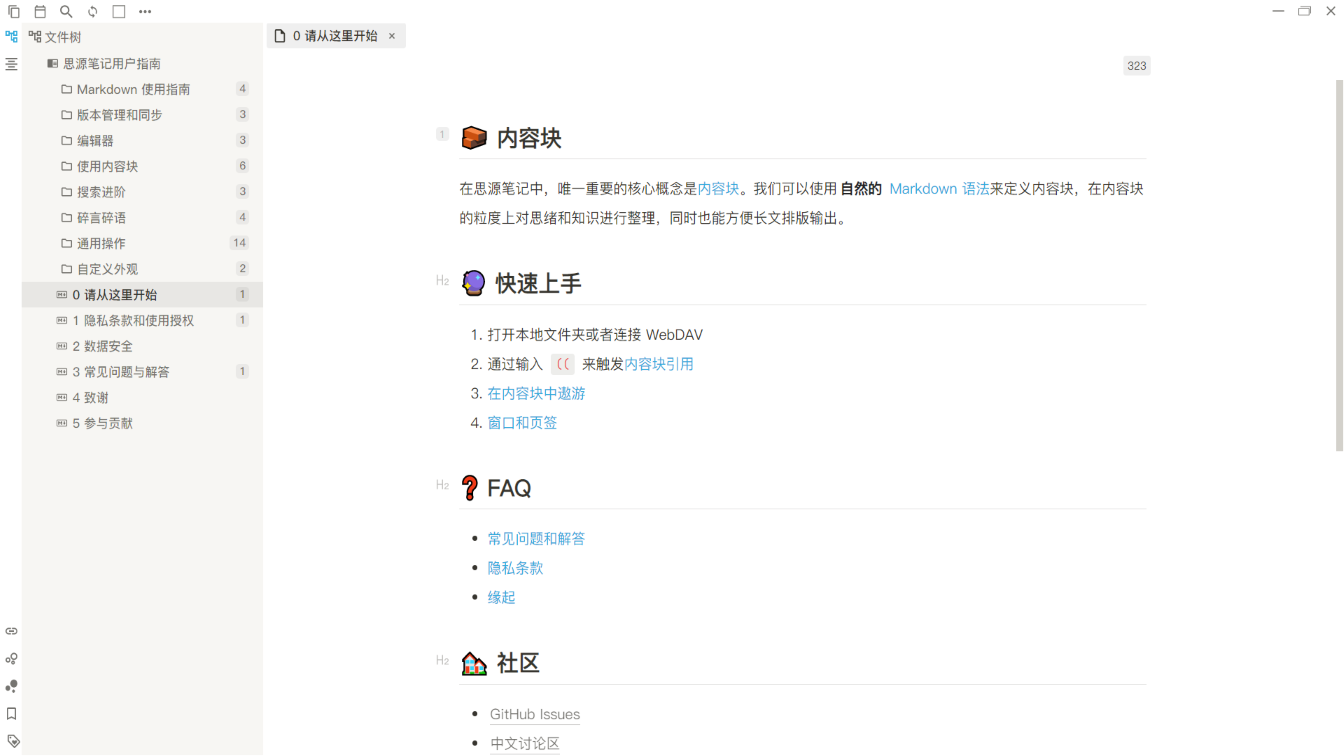 文件树
思源笔记用户指南
Markdown 使用指南 4
版本管理和同步 3
编辑器 3
使用内容块 6
搜索进阶 3
碎言碎语 4
通用操作 14
自定义外观 2
0 请从这里开始 1
1 隐私条款和使用授权 1
2 数据安全
3 常见问题与解答 1
4 致谢
5 参与贡献
0 请从这里开始 ×
323
1 内容块
在思源笔记中，唯一重要的核心概念是内容块。我们可以使用 自然的 Markdown 语法来定义内容块，在内容块
的粒度上对思绪和知识进行整理，同时也能方便长文排版输出。
H2 快速上手
1. 打开本地文件夹或者连接 WebDAV
2. 通过输入 (( 来触发内容块引用
3. 在内容块中遨游
4. 窗口和页签
H2 FAQ
• 常见问题和解答
• 隐私条款
• 缘起
H2 社区
• GitHub Issues
• 中文讨论区